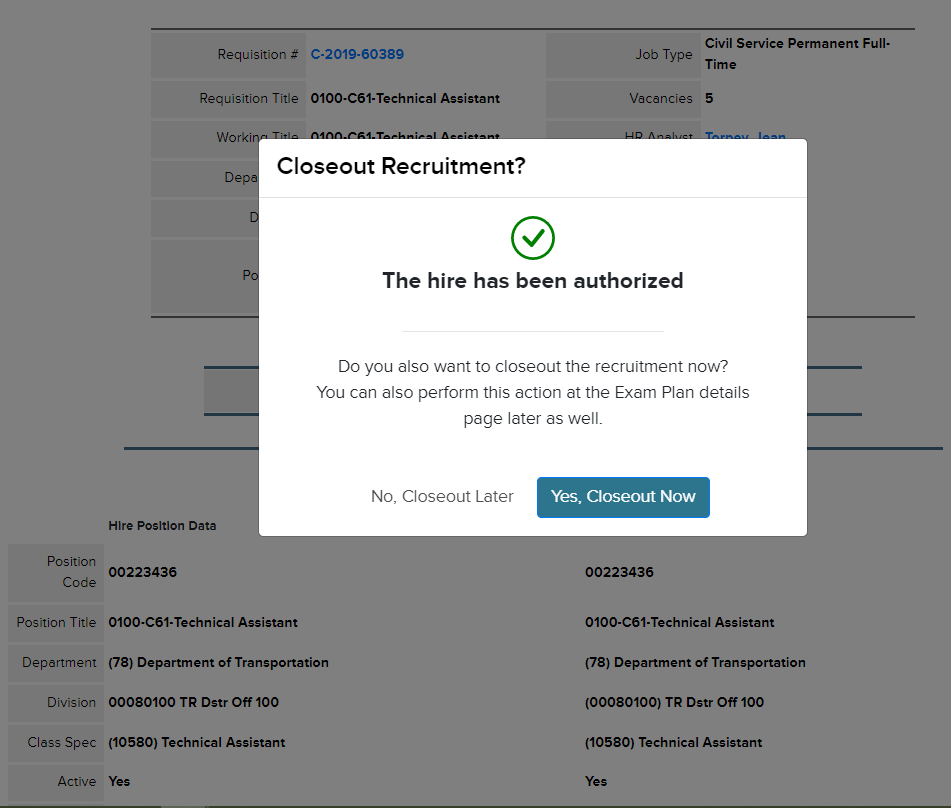 Requisition # C-2019-60389 Job Type Civil Service Permanent Full-
Time
Requisition Title 0100-C61-Technical Assistant Vacancies 5
Working Title 0100-C61-Technical Assistant HR Analyst Torpey, Jean
Depa
D
Po
Closeout Recruitment?
The hire has been authorized
Do you also want to closeout the recruitment now?
You can also perform this action at the Exam Plan details
page later as well.
No, Closeout Later Yes, Closeout Now
Hire Position Data
Position
Code 00223436 00223436
Position Title 0100-C61-Technical Assistant 0100-C61-Technical Assistant
Department (78) Department of Transportation (78) Department of Transportation
Division 00080100 TR Dstr Off 100 (00080100) TR Dstr Off 100
Class Spec (10580) Technical Assistant (10580) Technical Assistant
Active Yes Yes